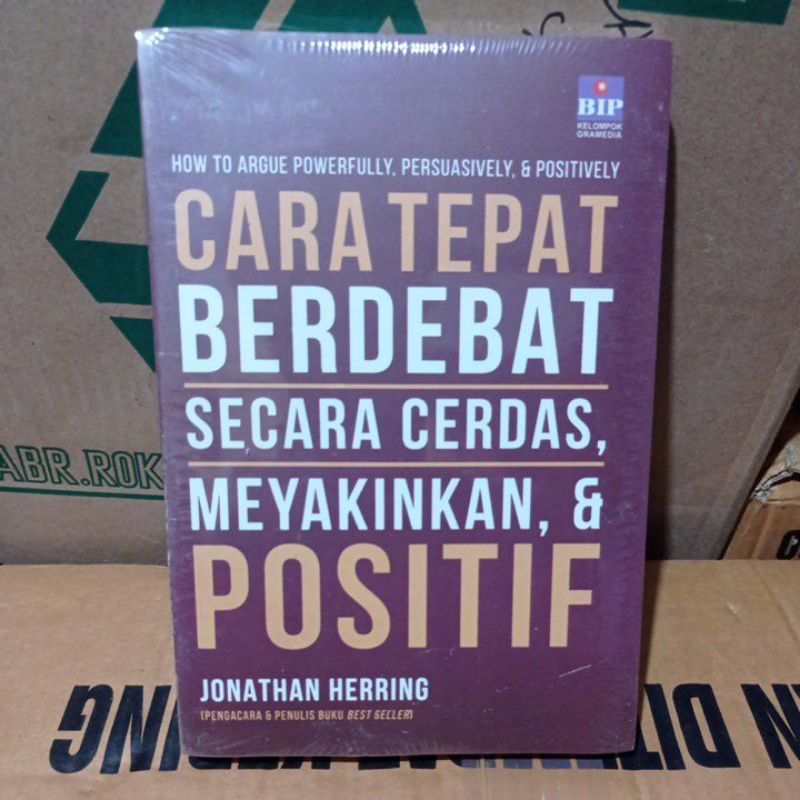 BIP
KELOMPOK
GRAMEDIA
HOW TO ARGUE POWERFULLY, PERSUASIVELY, & POSITIVELY
CARA TEPAT
BERDEBAT
SECARA CERDAS,
MEYAKINKAN, &
POSITIF
JONATHAN HERRING
(PENGACARA & PENULIS BUKU BEST SELLER)
ABR.ROK